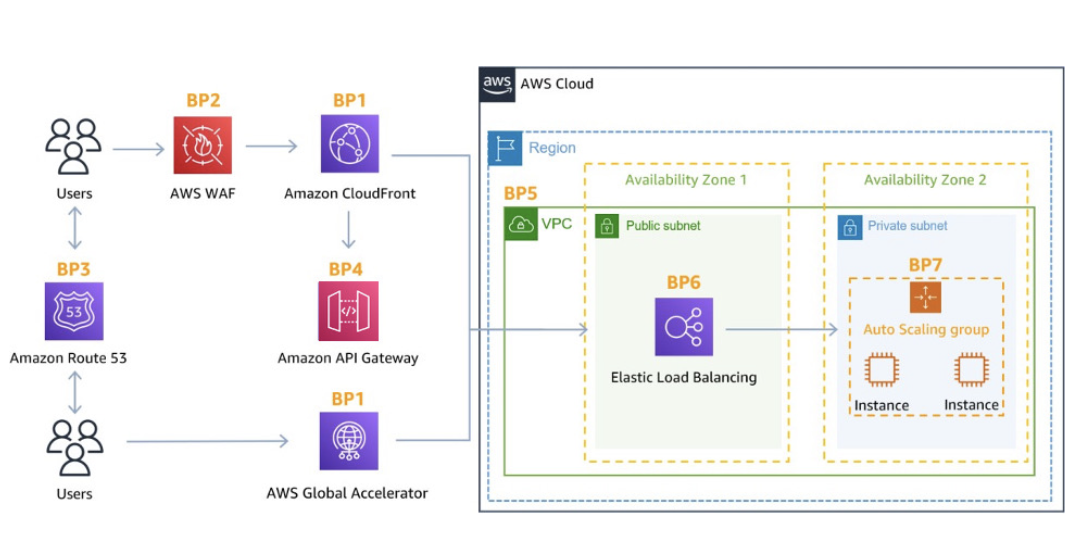 aws
AWS Cloud
BP2
BP1
Region
Users
AWS WAF
Amazon CloudFront
Availability Zone 1
Availability Zone 2
BP5
VPC
Public subnet
Private subnet
BP3
BP4
BP6
BP7
53
Amazon Route 53
Amazon API Gateway
Auto Scaling group
Elastic Load Balancing
Instance
Instance
BP1
Users
AWS Global Accelerator